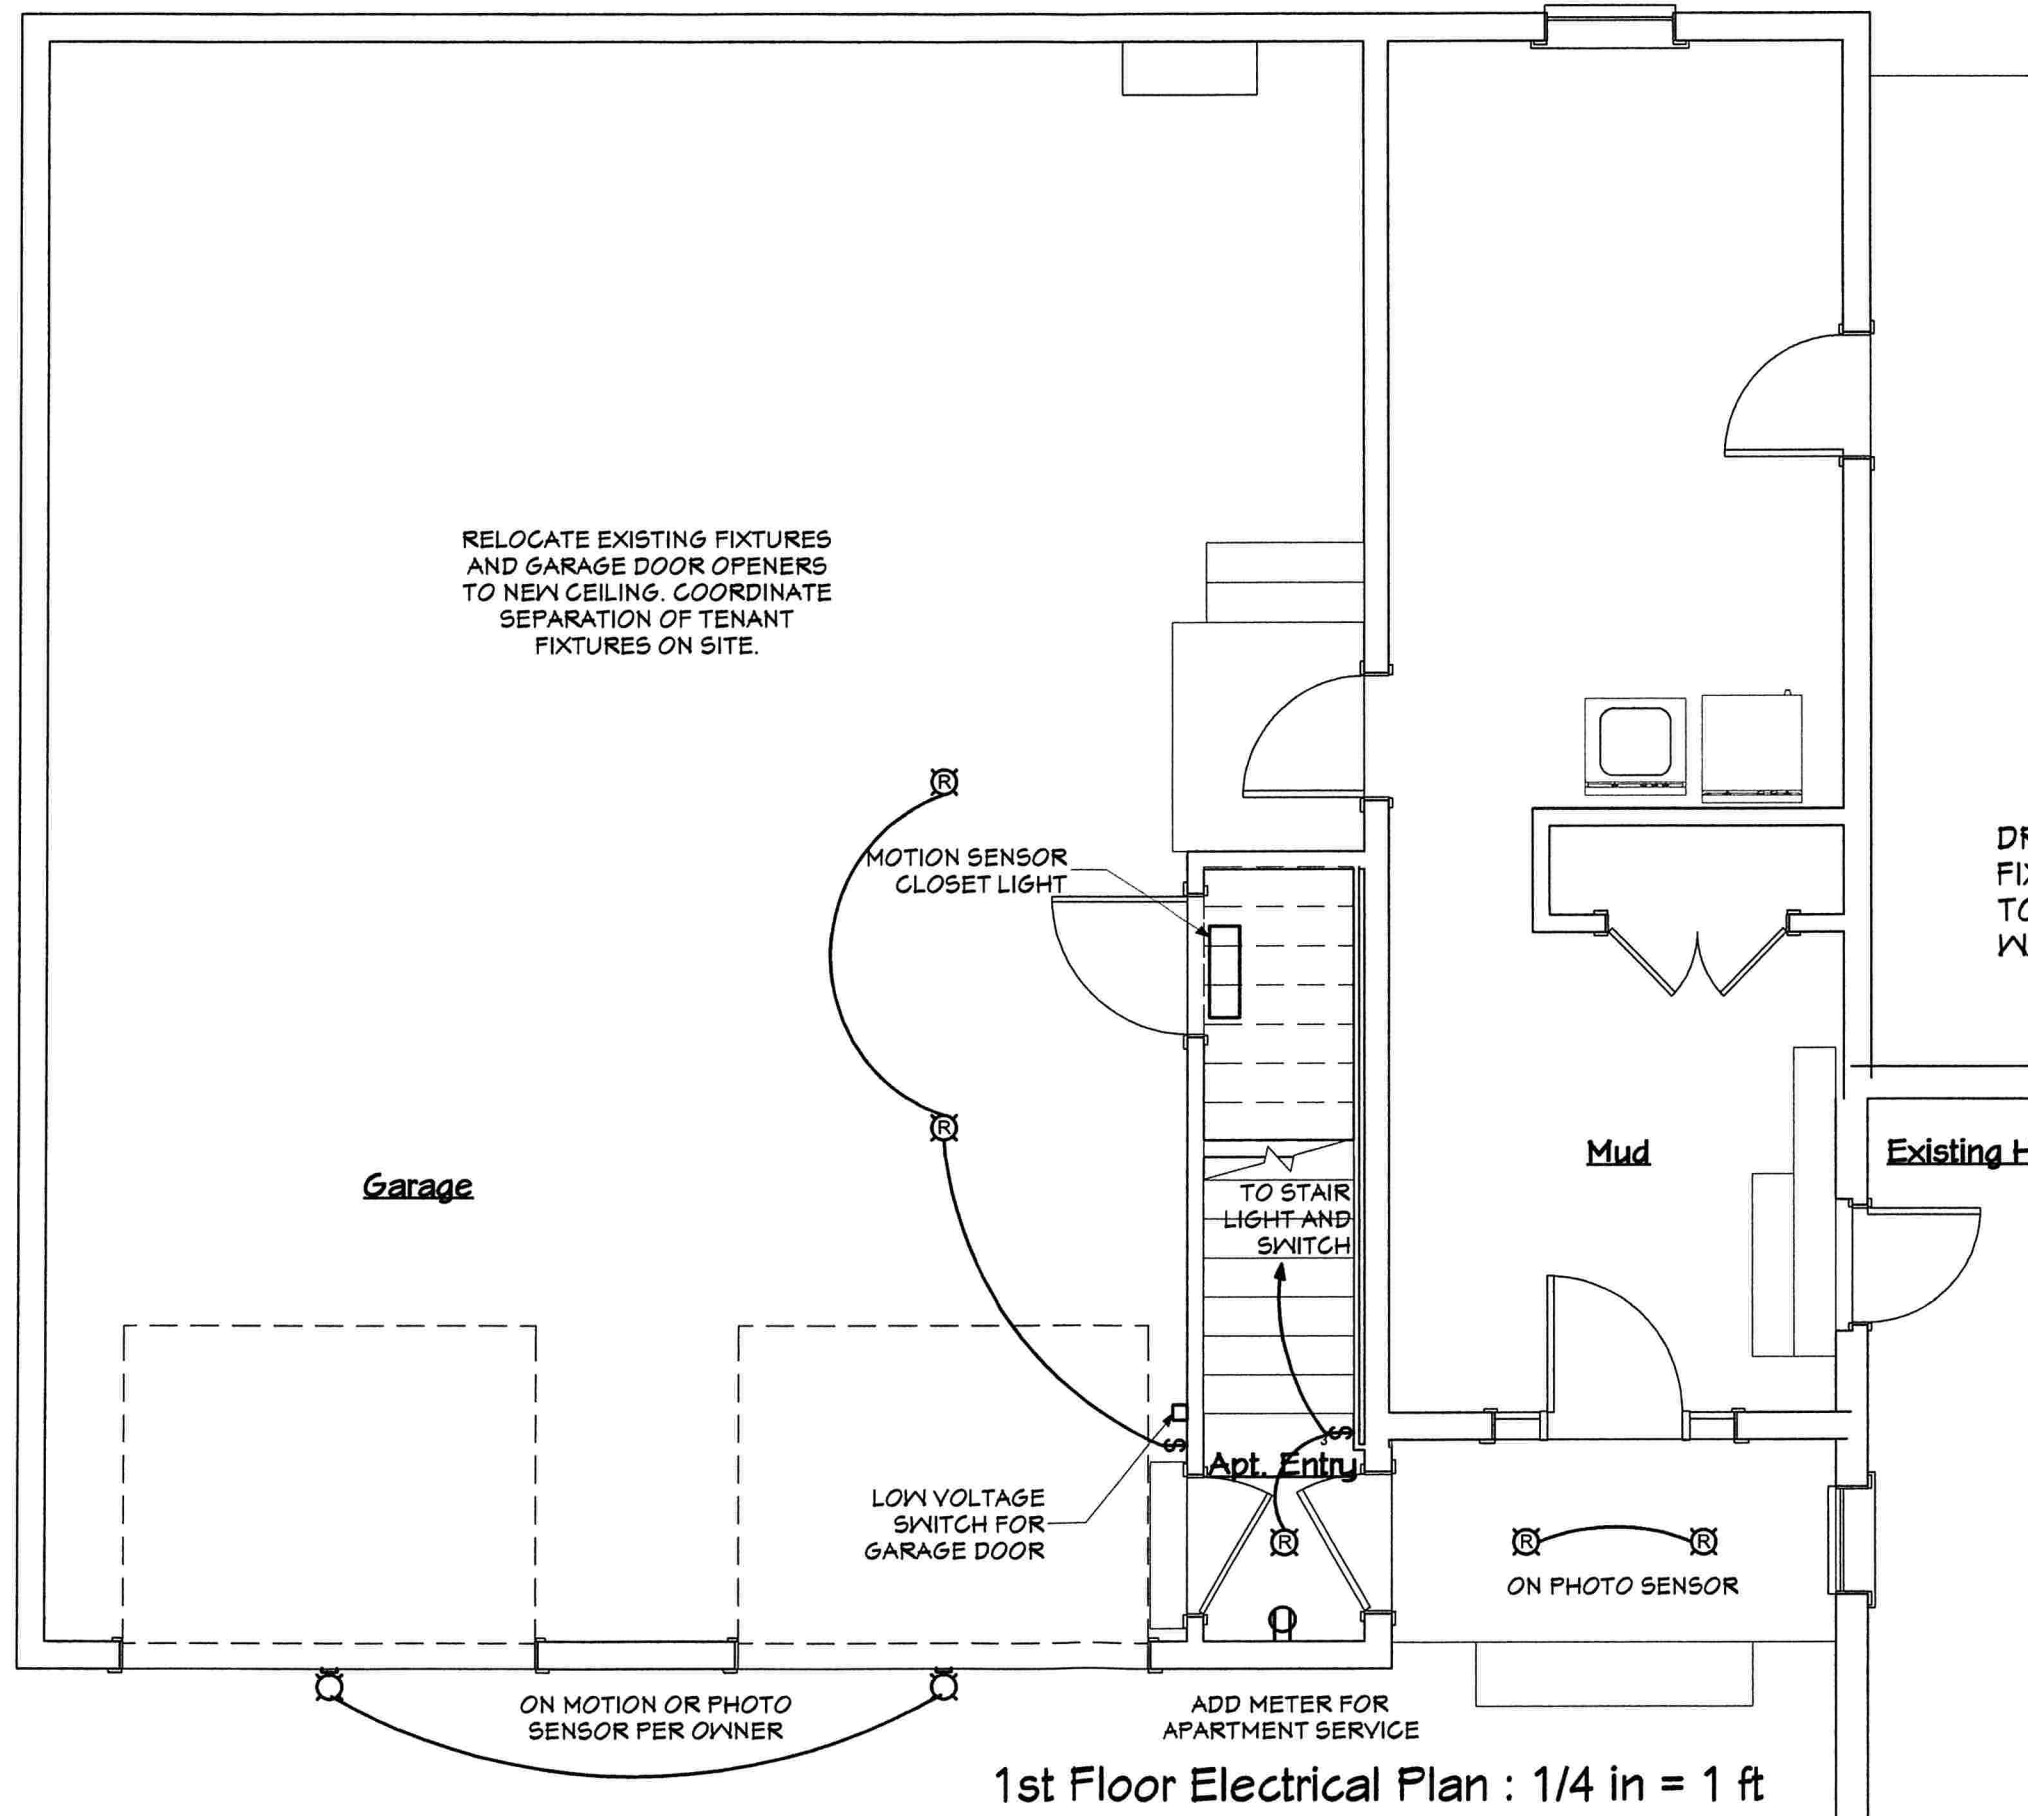 RELOCATE EXISTING FIXTURES
AND GARAGE DOOR OPENERS
TO NEW CEILING. COORDINATE
SEPARATION OF TENANT
FIXTURES ON SITE.
R
MOTION SENSOR
CLOSET LIGHT
R
Garage
TO STAIR
LIGHT AND
SWITCH
Mud
Existing
S
3
S
Apt. Entry
LOW VOLTAGE
SWITCH FOR
GARAGE DOOR
R
R
R
ON PHOTO SENSOR
ON MOTION OR PHOTO
SENSOR PER OWNER
ADD METER FOR
APARTMENT SERVICE
1st Floor Electrical Plan : 1/4 in = 1 ft